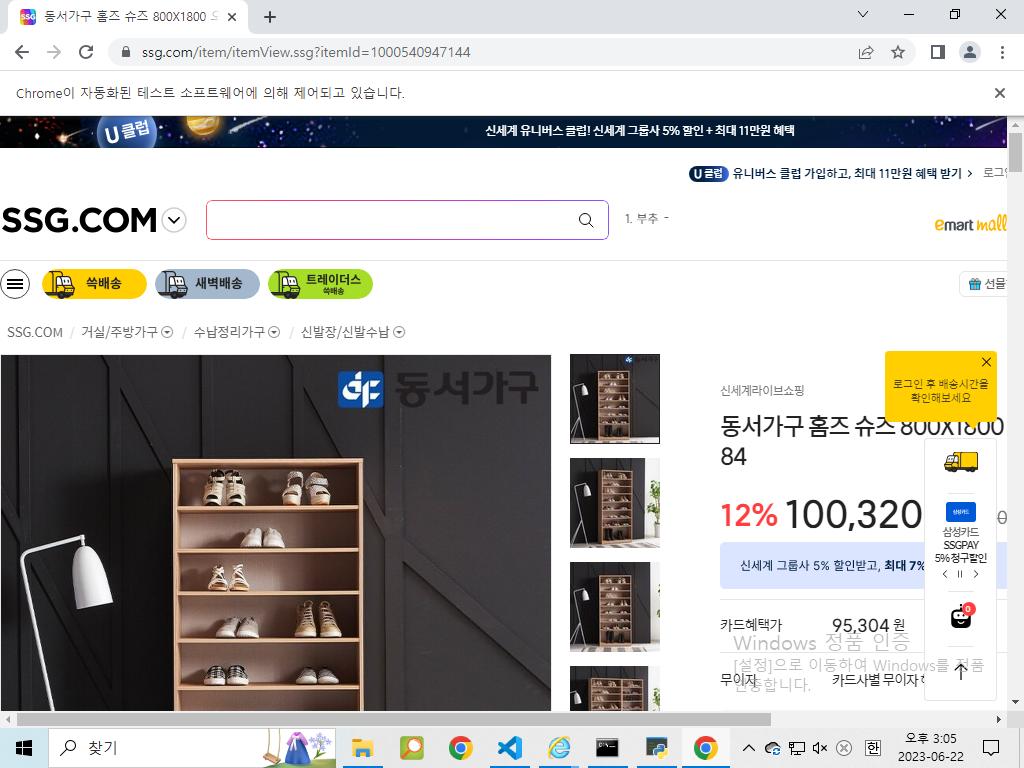 동서가구 홈즈 슈즈 800X1800 오
ssg.com/item/itemView.ssg?itemId=1000540947144
Chrome이 자동화된 테스트 소프트웨어에 의해 제어되고 있습니다.
U클럽
신세계 유니버스 클럽! 신세계 그룹사 5% 할인 + 최대 11만원 혜택
U클럽 유니버스 클럽 가입하고, 최대 11만원 혜택 받기 >
로그인
SSG.COM
1. 부추 -
emart mall
쓱배송
새벽배송
트레이더스
쓱배송
선물
SSG.COM / 거실/주방가구 / 수납정리가구 / 신발장/신발수납
동서가구
신세계라이브쇼핑
로그인 후 배송시간을
확인해보세요
동서가구 홈즈 슈즈 800X1800
84
12% 100,320
신세계 그룹사 5% 할인받고, 최대 7%
삼성카드
삼성카드
SSGPAY
5% 청구할인
0
카드혜택가 95,304 원
무이자 카드사별 무이자
Windows 정품 인증
[설정]으로 이동하여 Windows를 정품
인증합니다.
찾기
오후 3:05
2023-06-22
한